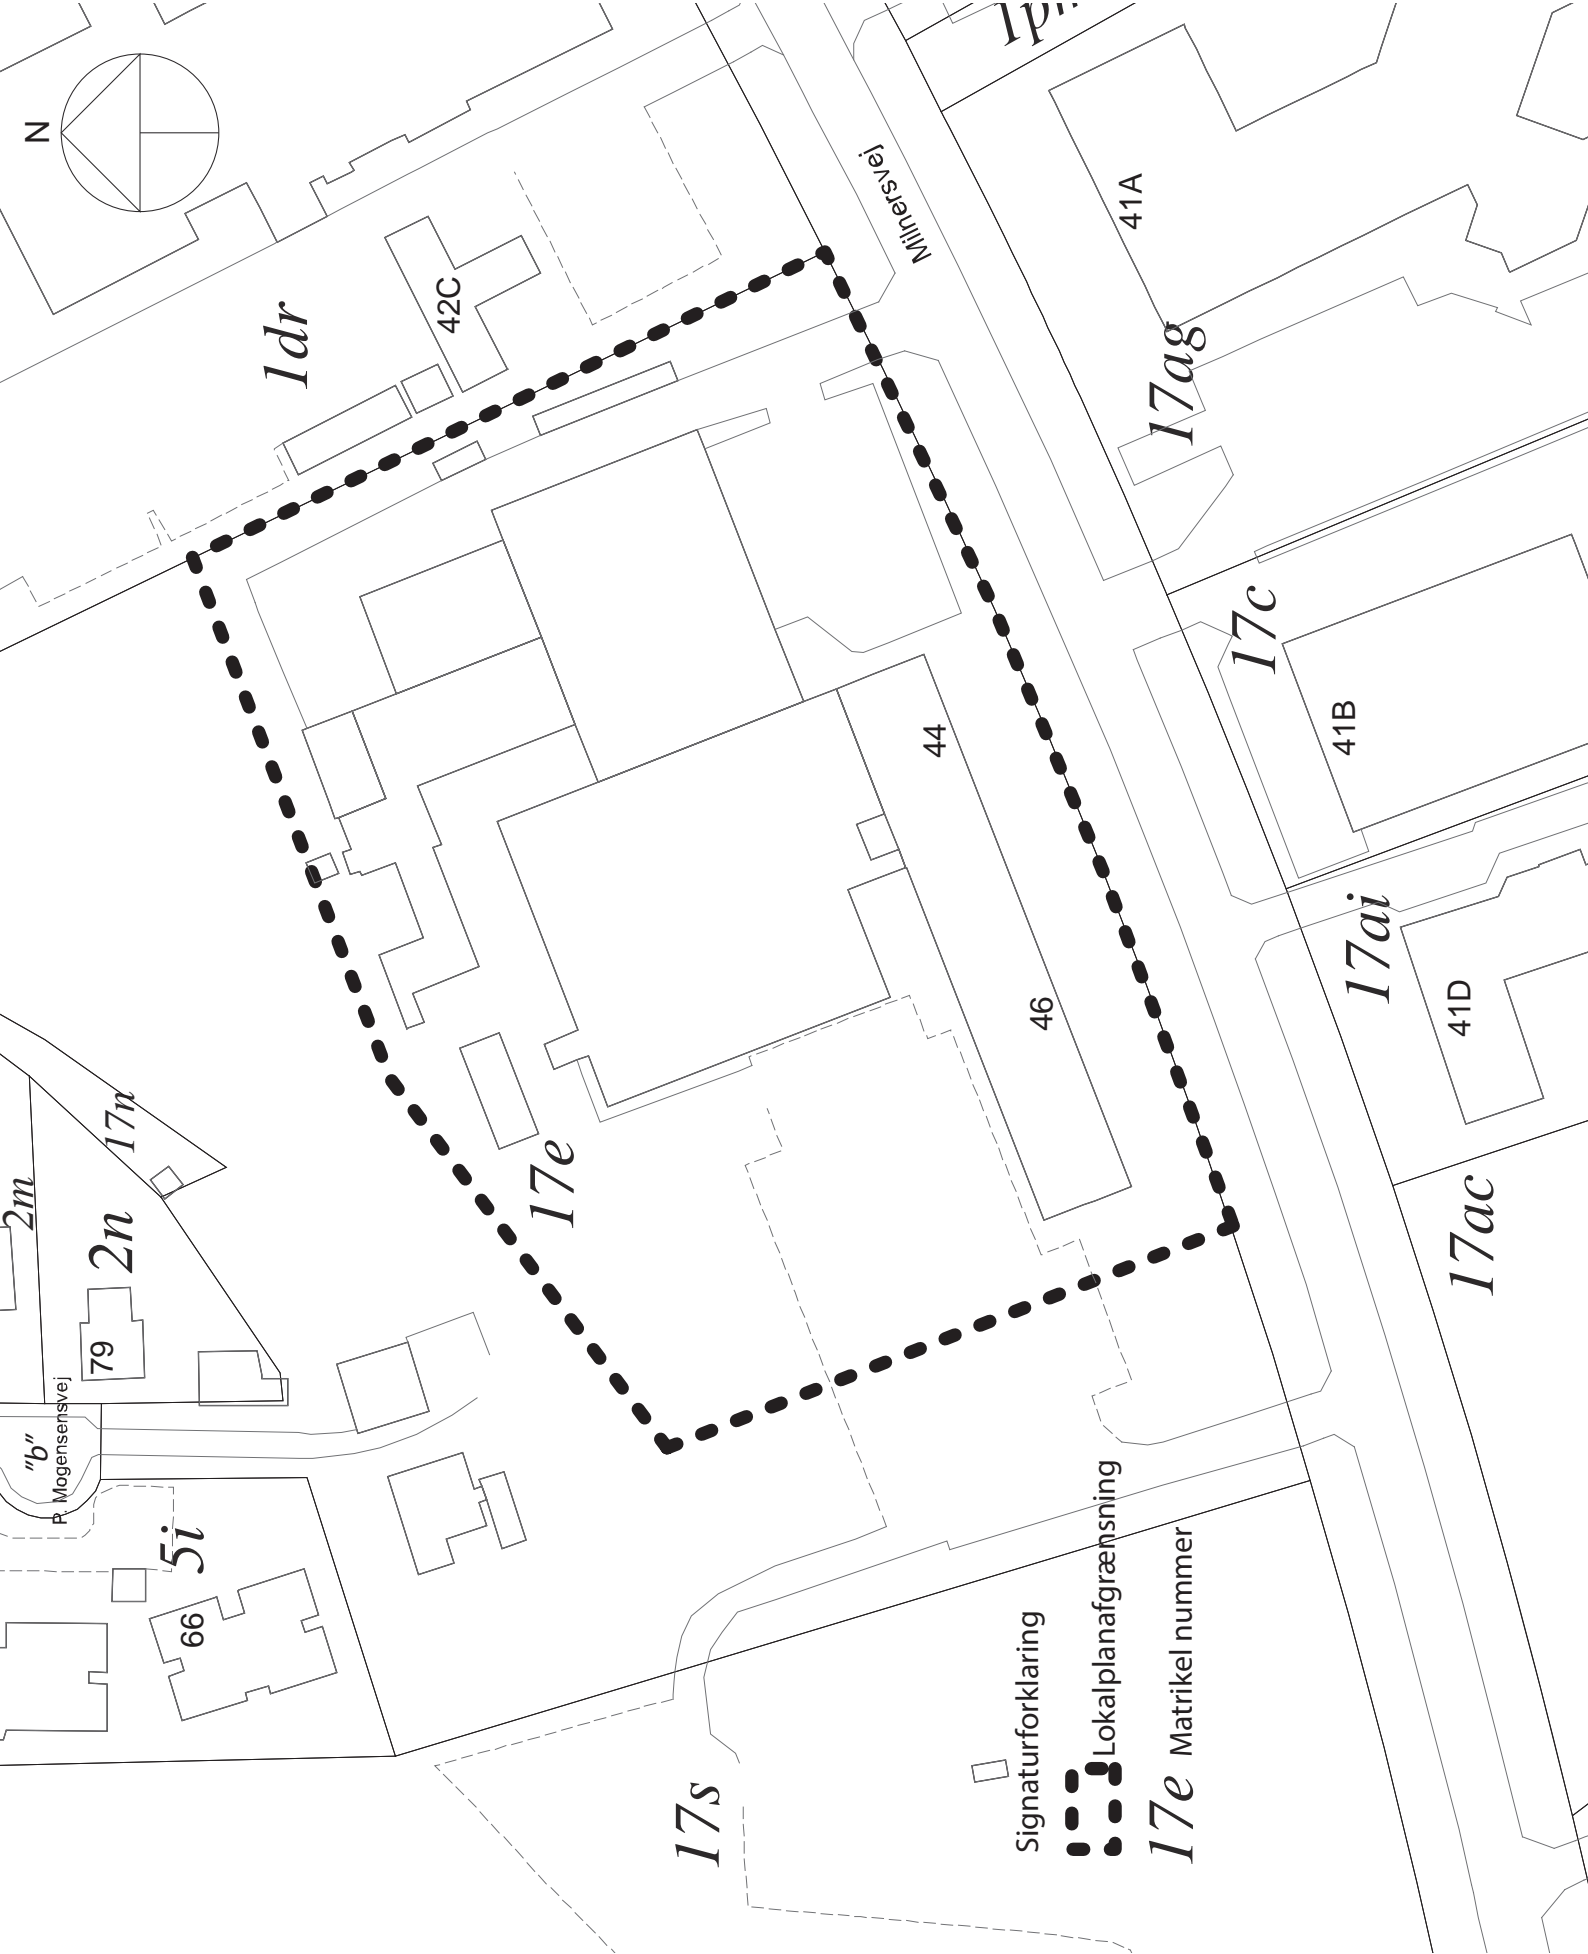 N
1dr
42C
Milnersvej
41A
17ag
17c
41B
44
46
17ai
41D
17ac
17e
17n
2m
2n
79
"b"
P. Mogensensvej
5i
66
17s
Signaturforklaring
Lokalplanafgrænsning
17e Matrikel nummer